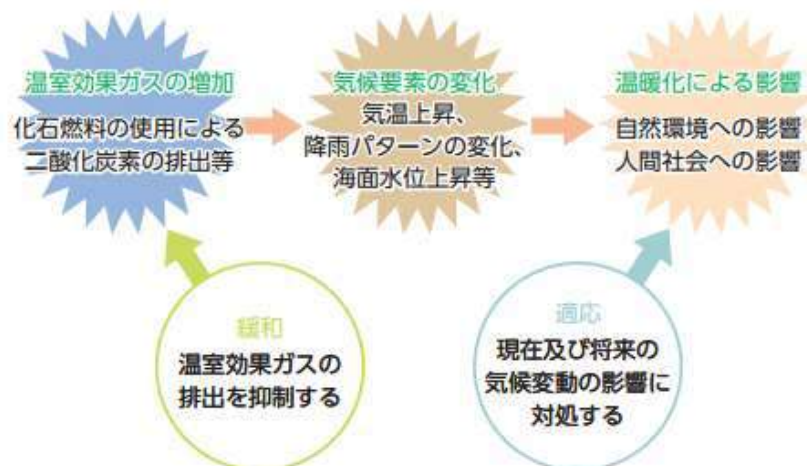 温室効果ガスの増加
化石燃料の使用による
二酸化炭素の排出等
気候要素の変化
気温上昇、
降雨パターンの変化、
海面水位上昇等
温暖化による影響
自然環境への影響
人間社会への影響
緩和
温室効果ガスの
排出を抑制する
適応
現在及び将来の
気候変動の影響に
対処する